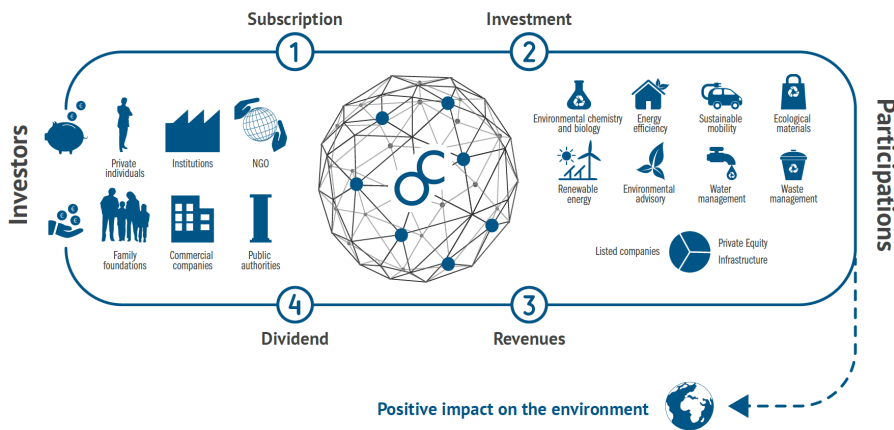 Subscription
Investment
1
2
Investors
Participations
€
€
Private
individuals
Institutions
NGO
€
€
€
Family
foundations
Commercial
companies
Public
authorities
OC
Environmental chemistry
and biology
Energy
efficiency
Sustainable
mobility
Ecological
materials
Renewable
energy
Environmental
advisory
Water
management
Waste
management
Listed companies
Private Equity
Infrastructure
4
3
Dividend
Revenues
Positive impact on the environment